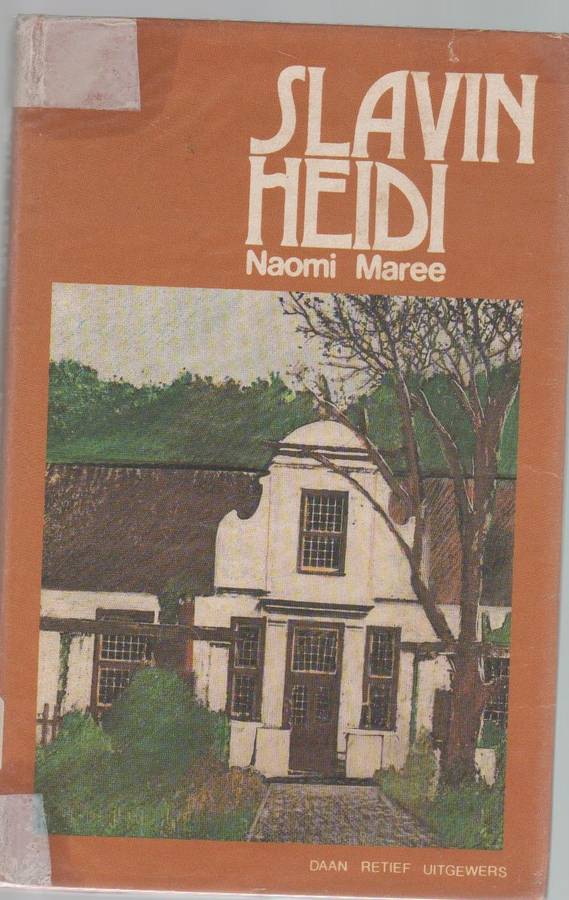 SLAVIN
HEIDI
Naomi Maree
DAAN RETIEF UITGEWERS